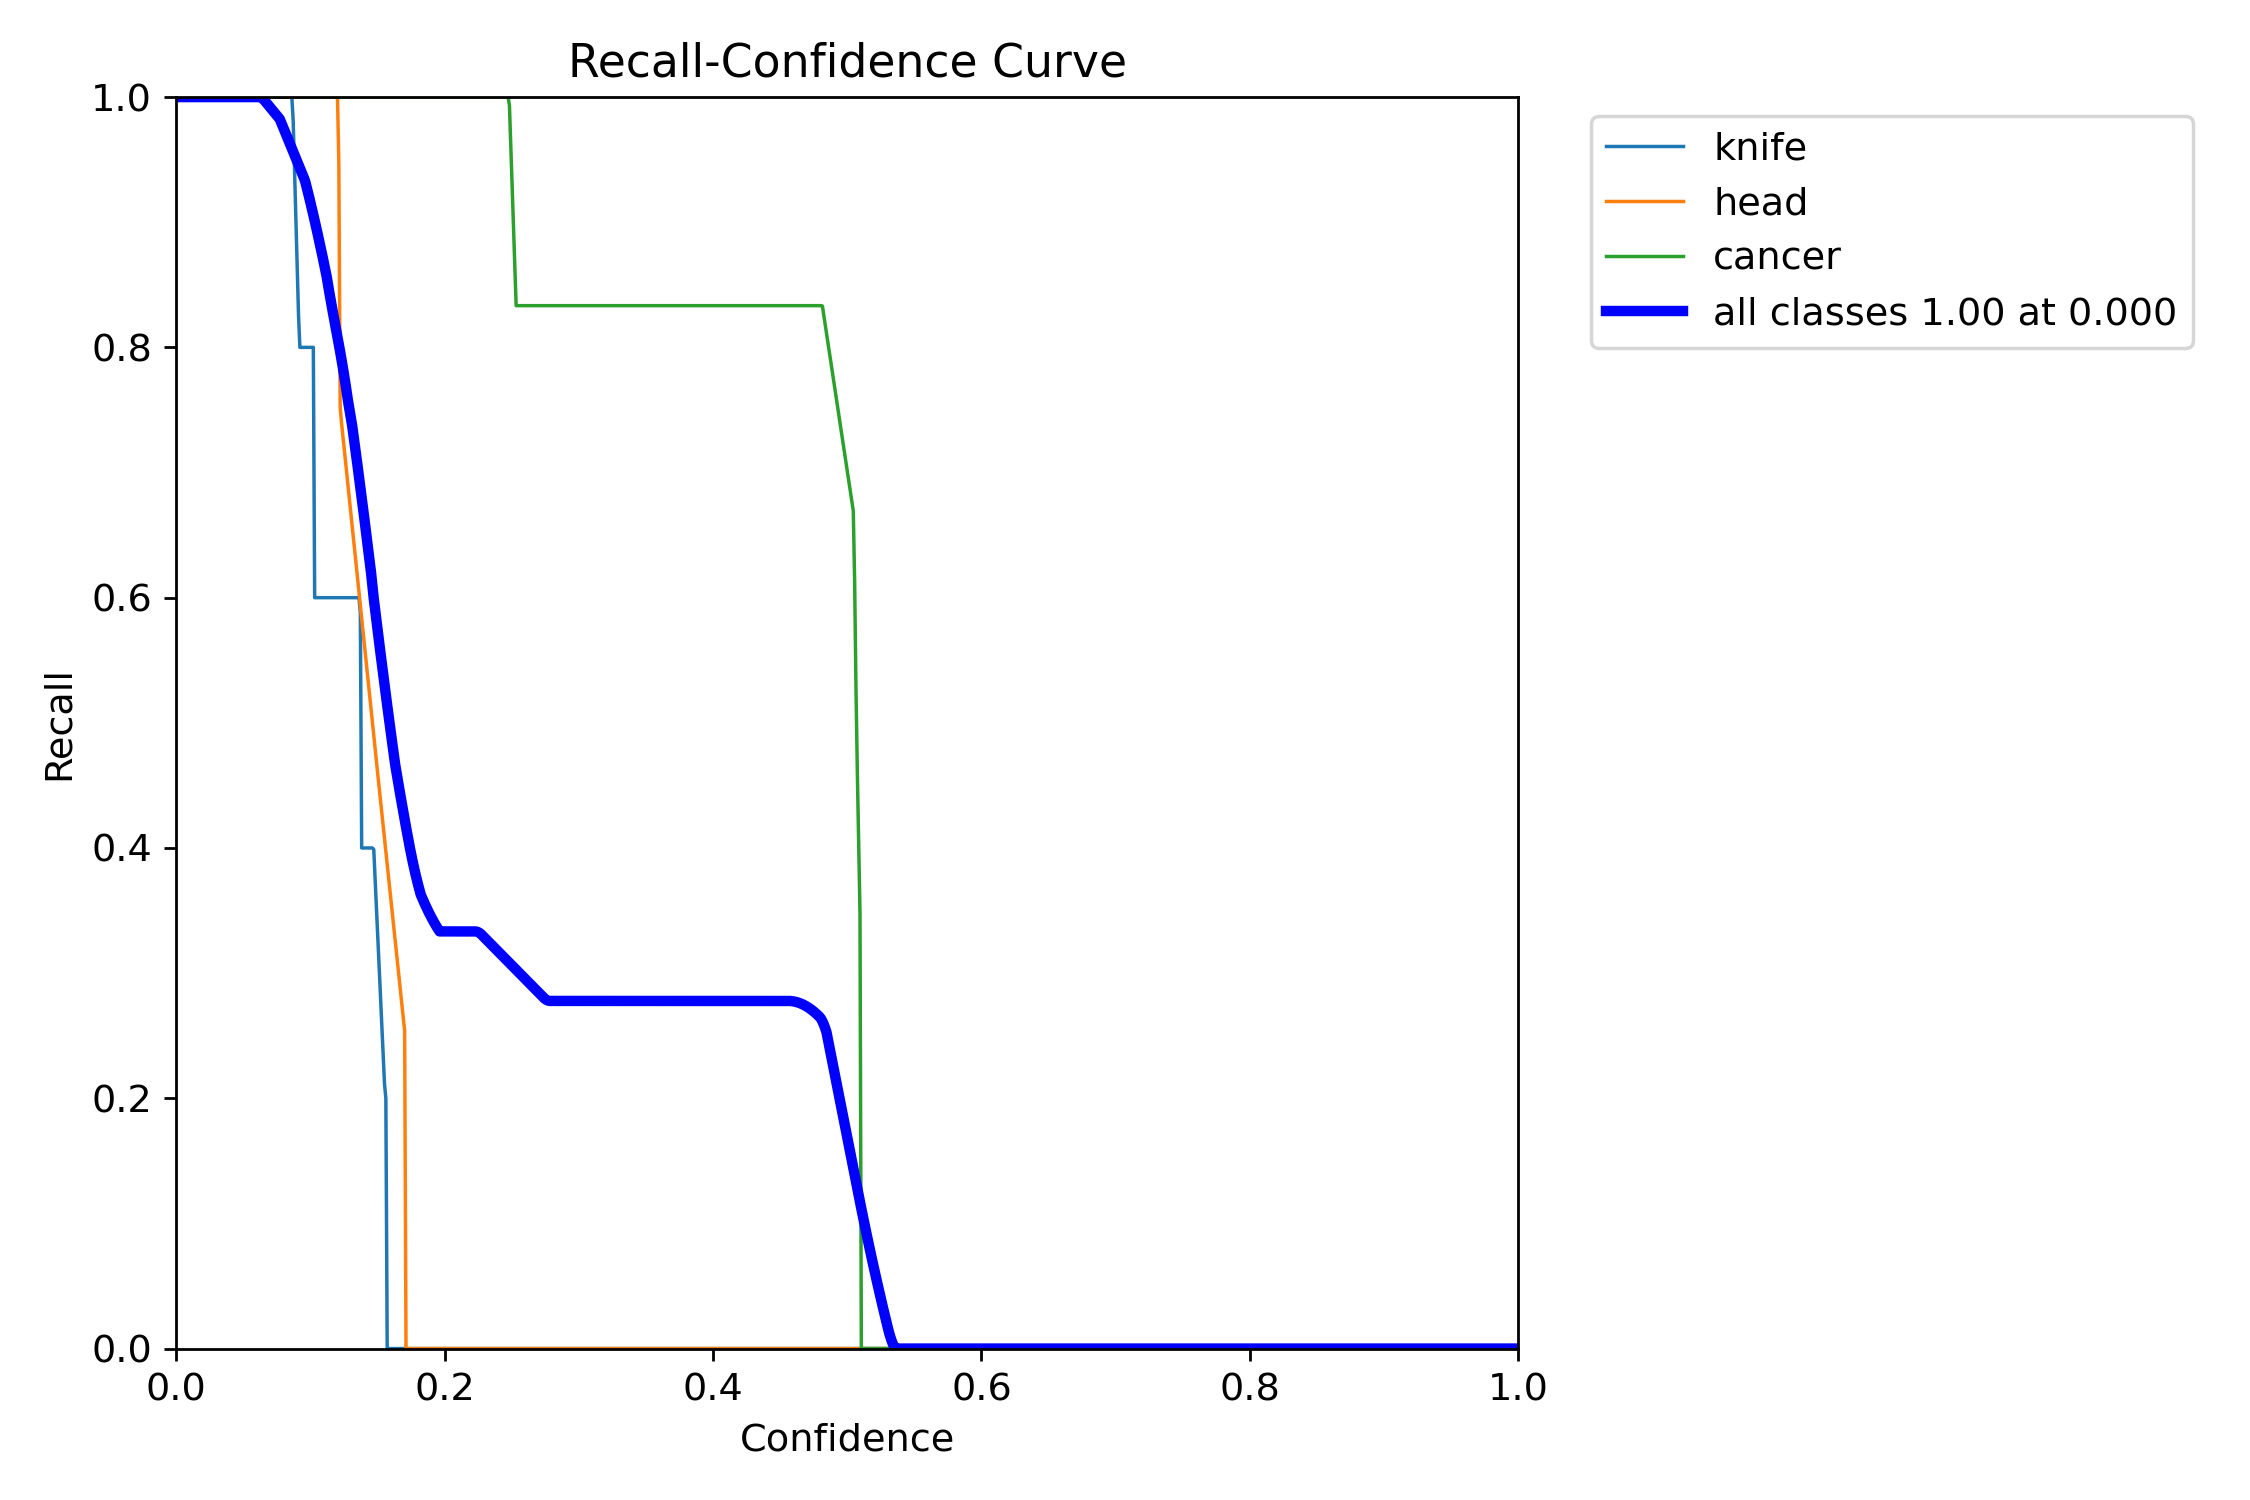 Recall-Confidence Curve
1.0
0.8
0.6
0.4
0.2
0.0
Recall
0.0 0.2 0.4 0.6 0.8 1.0
Confidence
knife
head
cancer
all classes 1.00 at 0.000